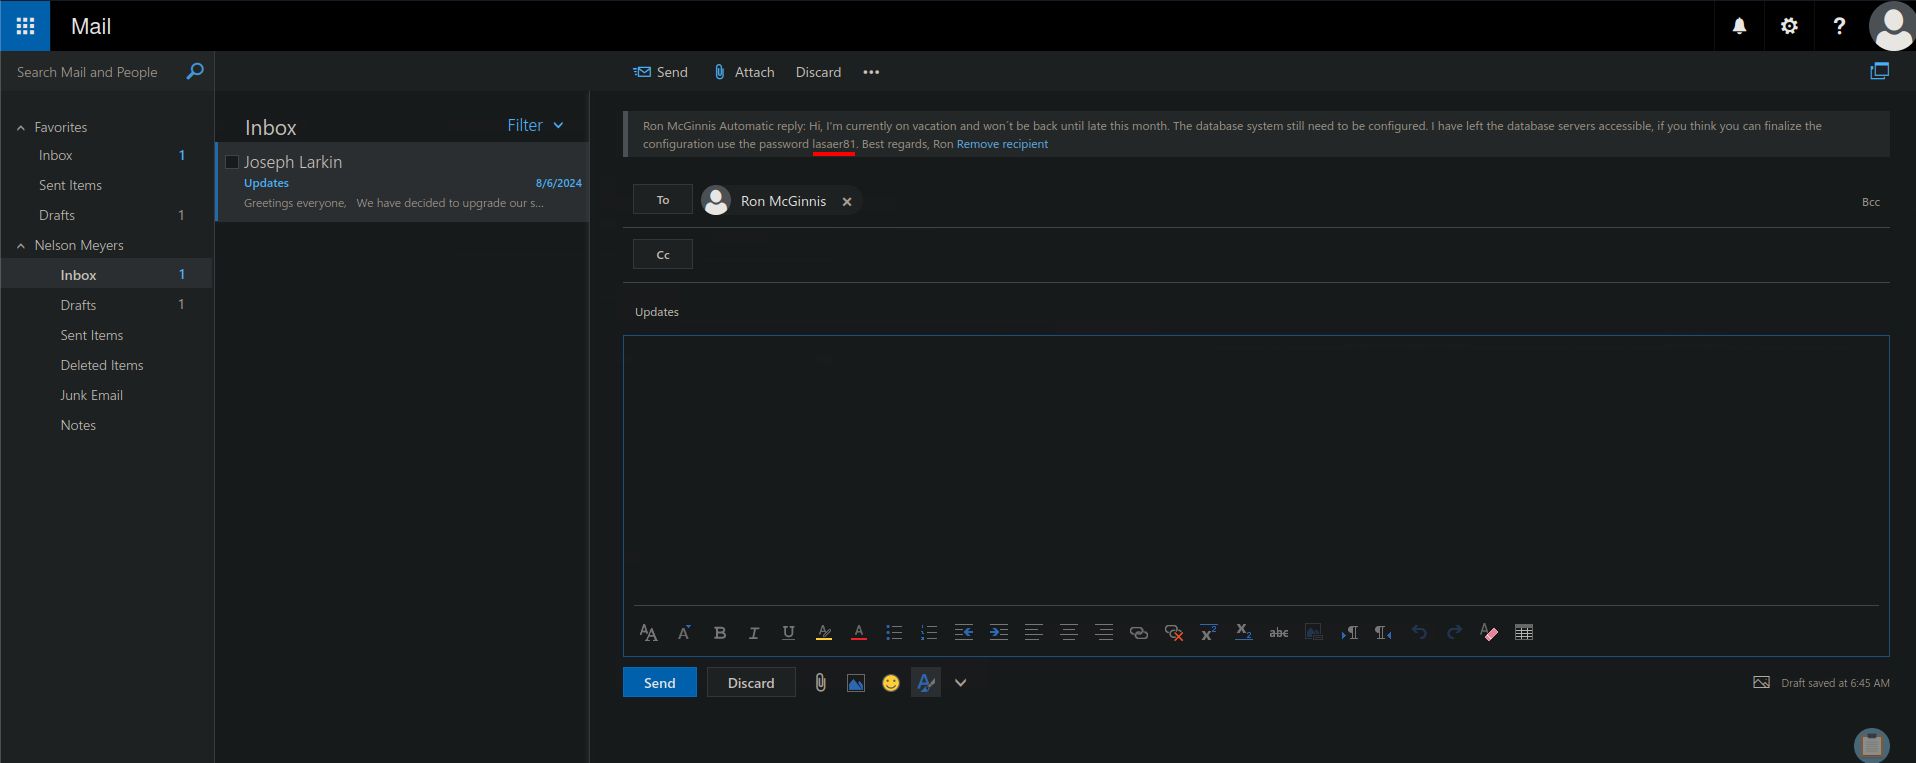 Mail
?
Search Mail and People
Send Attach Discard •••
Favorites
Inbox 1
Sent Items
Drafts 1
Nelson Meyers
Inbox 1
Drafts 1
Sent Items
Deleted Items
Junk Email
Notes
Inbox Filter
Joseph Larkin
Updates 8/6/2024
Greetings everyone, We have decided to upgrade our s...
Ron McGinnis Automatic reply: Hi, I'm currently on vacation and won´t be back until late this month. The database system still need to be configured. I have left the database servers accessible, if you think you can finalize the
configuration use the password lasaer81. Best regards, Ron Remove recipient
To Ron McGinnis × Bcc
Cc
Updates
AA A B I U A A x² X₂ abc ¶ ¶ A
Send Discard A Draft saved at 6:45 AM